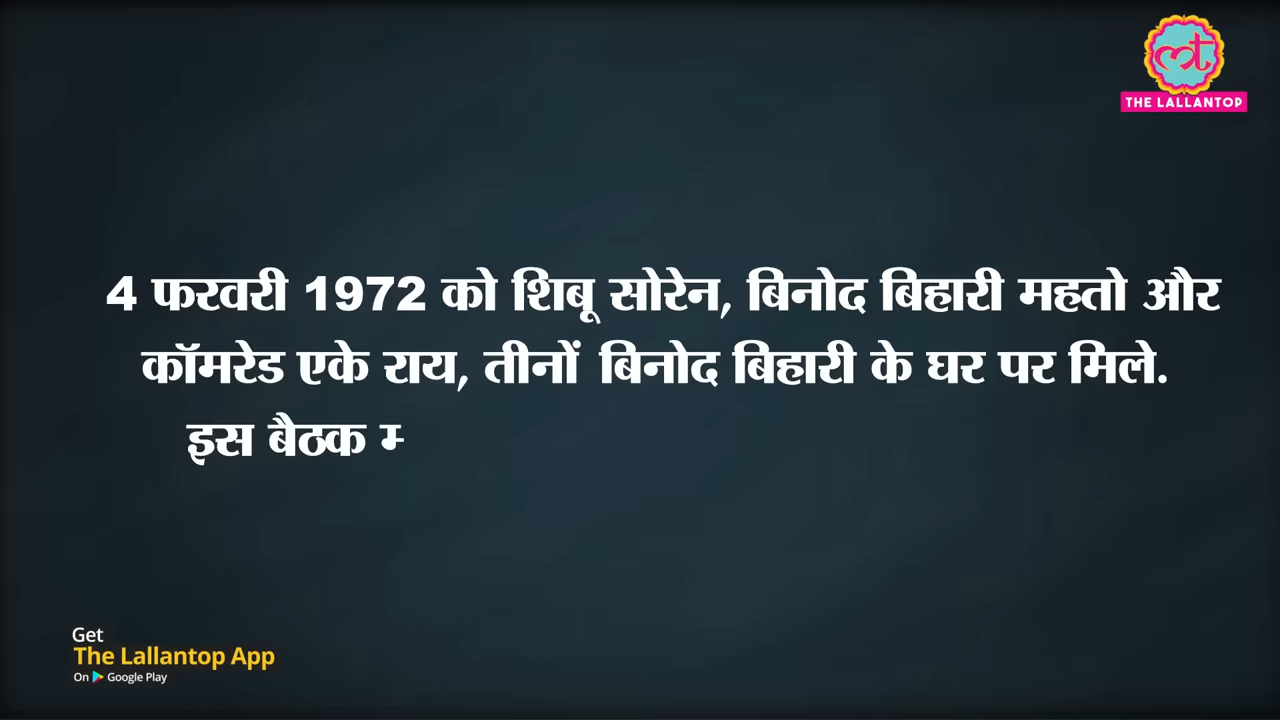 THE LALLANTOP
4 फरवरी 1972 को शिबू सोरेन, बिनोद बिहारी महतो और
कॉमरेड एके राय, तीनों बिनोद बिहारी के घर पर मिले.
इस बैठक म
Get
The Lallantop App
On Google Play